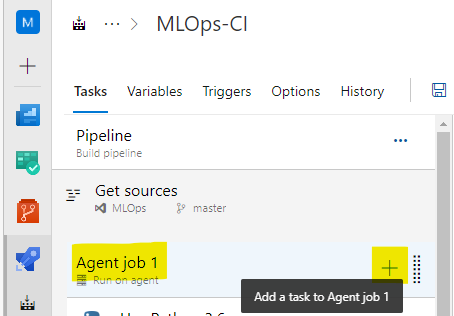 M
... > MLOps-CI
Tasks Variables Triggers Options History
Pipeline
Build pipeline
Get sources
MLOps master
Agent job 1
Run on agent
Add a task to Agent job 1